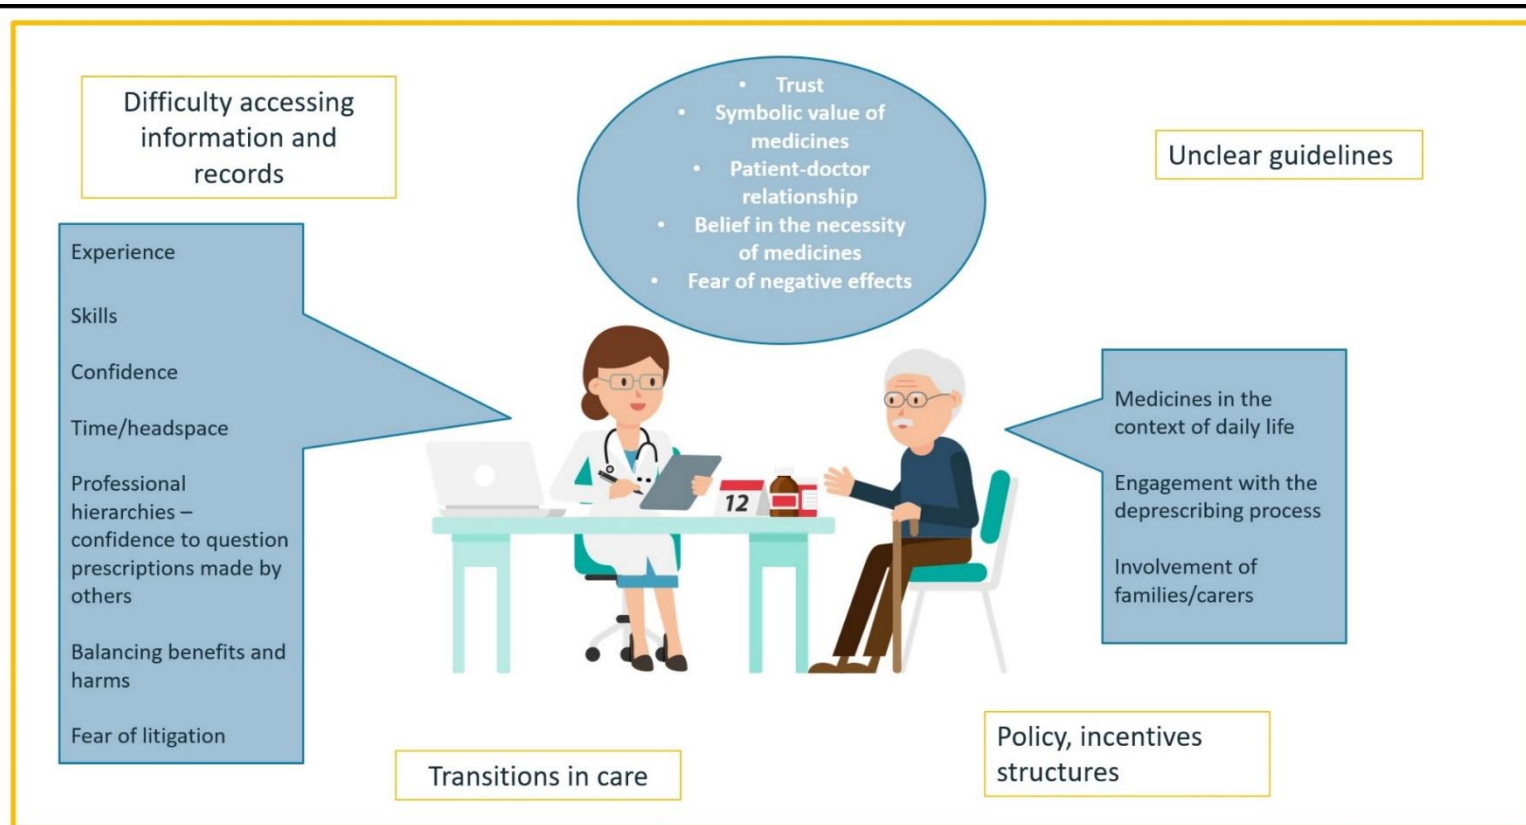 Difficulty accessing
information and
records
• Trust
• Symbolic value of
medicines
• Patient-doctor
relationship
• Belief in the necessity
of medicines
• Fear of negative effects
Unclear guidelines
Experience
Skills
Confidence
Time/headspace
Professional
hierarchies –
confidence to question
prescriptions made by
others
Balancing benefits and
harms
Fear of litigation
12
Medicines in the
context of daily life
Engagement with the
deprescribing process
Involvement of
families/carers
Transitions in care
Policy, incentives
structures